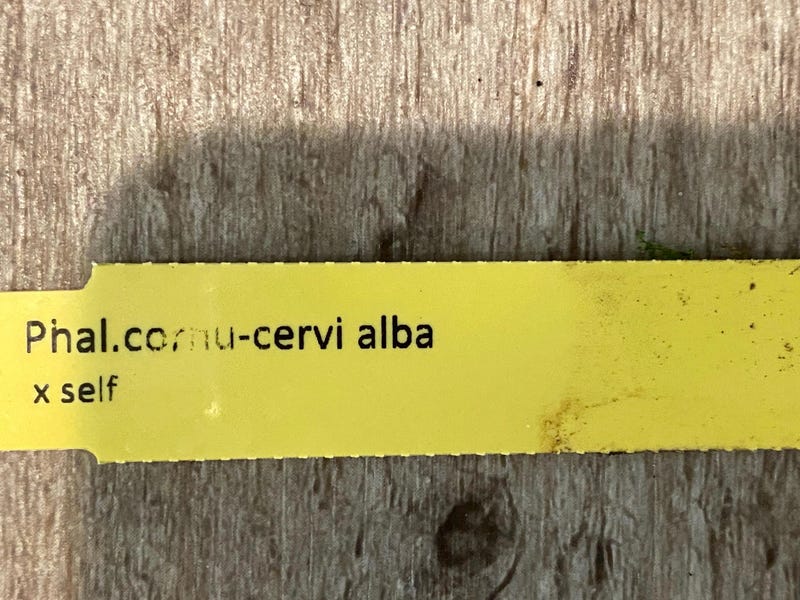 Phal.cornu-cervi alba
x self